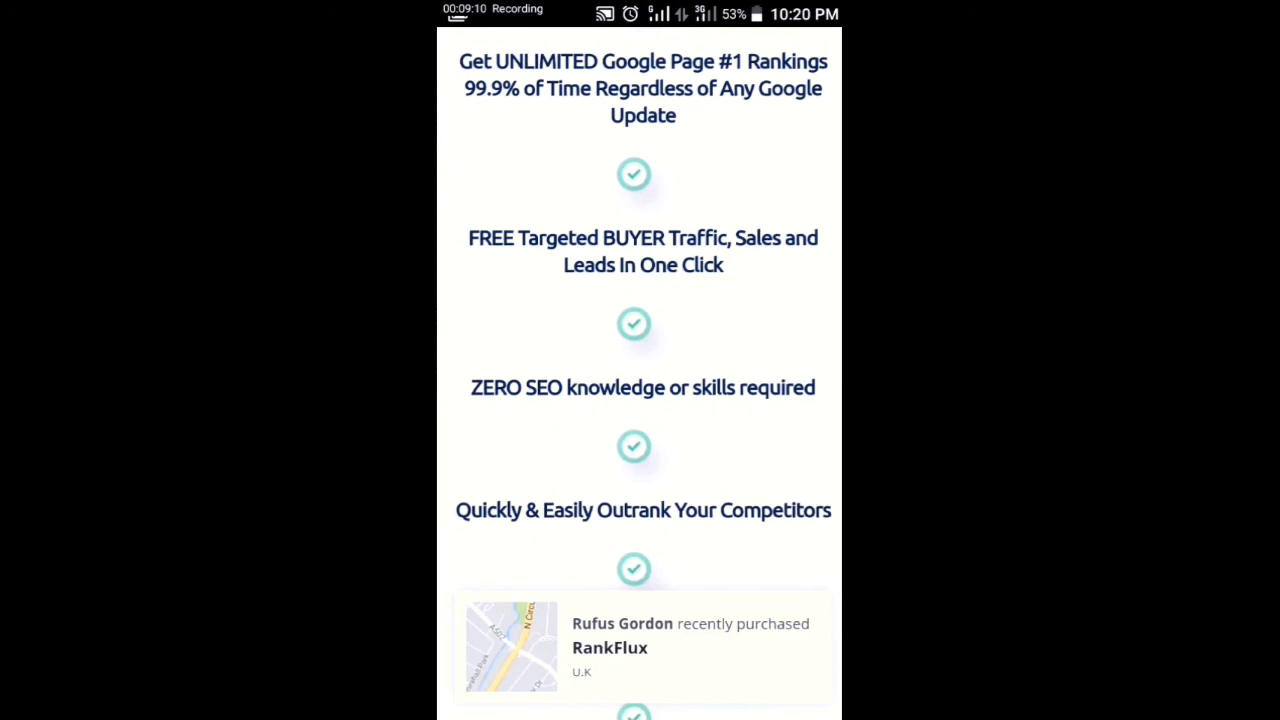 00:09:10 Recording
G 3G 53% 10:20 PM
Get UNLIMITED Google Page #1 Rankings
99.9% of Time Regardless of Any Google
Update
FREE Targeted BUYER Traffic, Sales and
Leads In One Click
ZERO SEO knowledge or skills required
Quickly & Easily Outrank Your Competitors
Rufus Gordon recently purchased
RankFlux
U.K